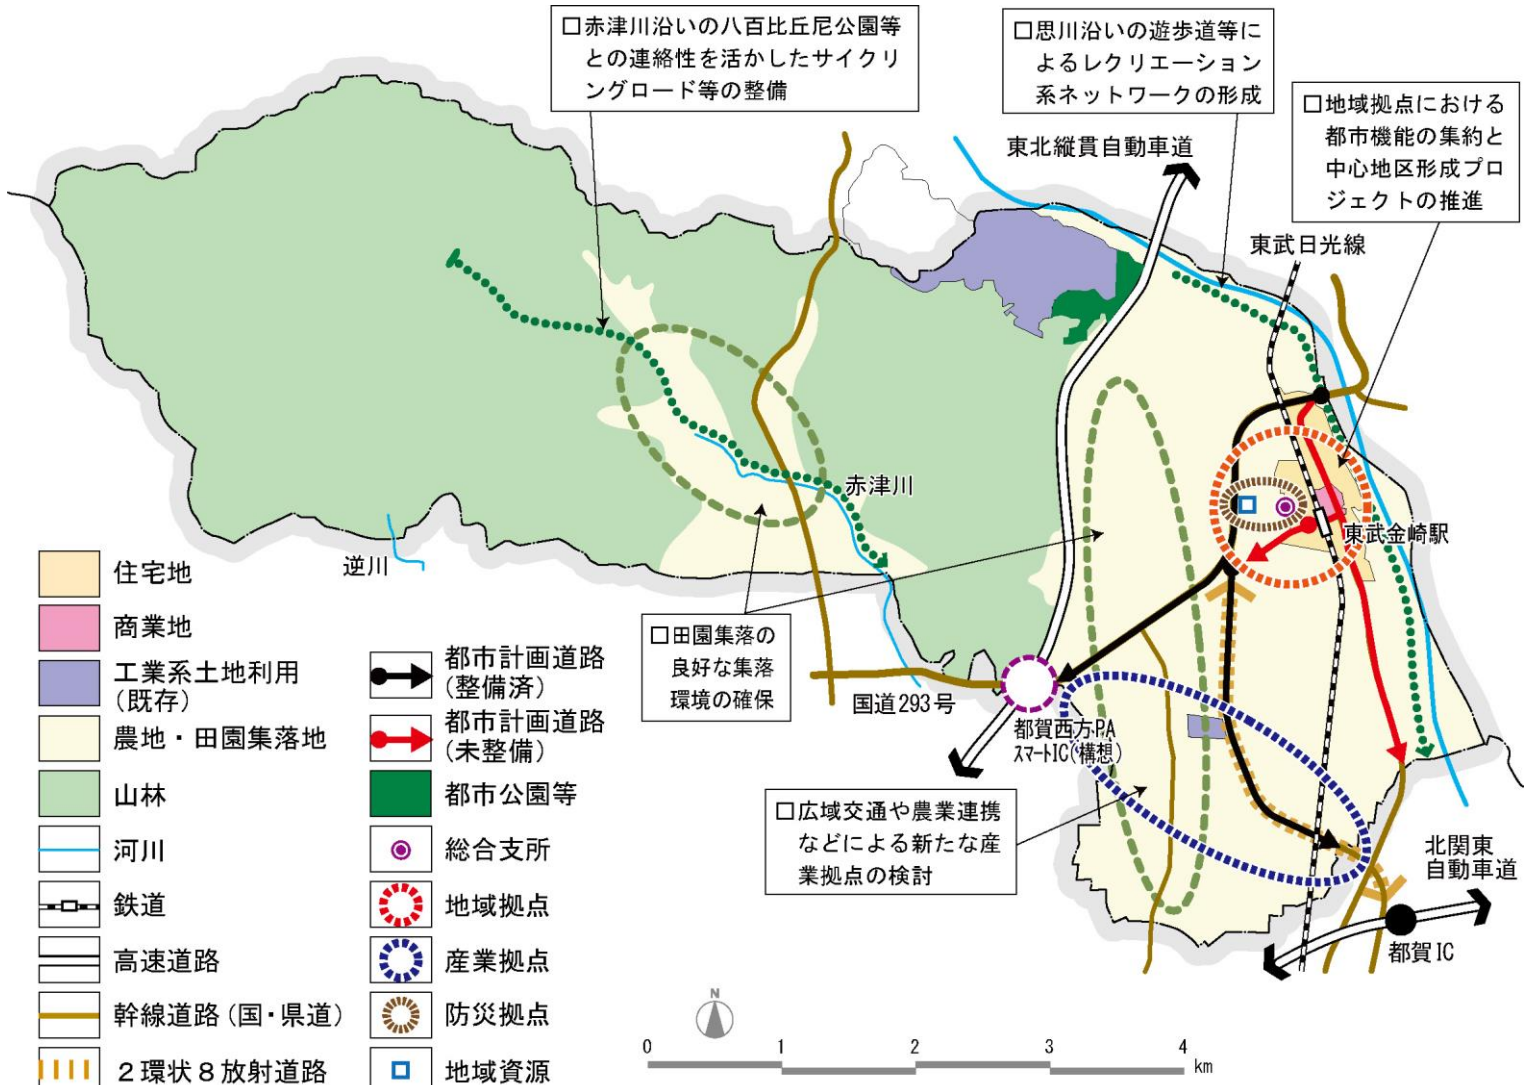 □赤津川沿いの八百比丘尼公園等
との連絡性を活かしたサイクリ
ングロード等の整備
□思川沿いの遊歩道等に
よるレクリエーション
系ネットワークの形成
□地域拠点における
都市機能の集約と
中心地区形成プロ
ジェクトの推進
東北縦貫自動車道
東武日光線
赤津川
東武金崎駅
逆川
□田園集落の
良好な集落
環境の確保
国道293号
都賀西方PA
スマートIC(構想)
□広域交通や農業連携
などによる新たな産
業拠点の検討
北関東
自動車道
都賀IC
住宅地
商業地
工業系土地利用
(既存)
農地・田園集落地
山林
河川
鉄道
高速道路
幹線道路(国・県道)
2環状8放射道路
都市計画道路
(整備済)
都市計画道路
(未整備)
都市公園等
総合支所
地域拠点
産業拠点
防災拠点
地域資源
N
0 1 2 3 4
km